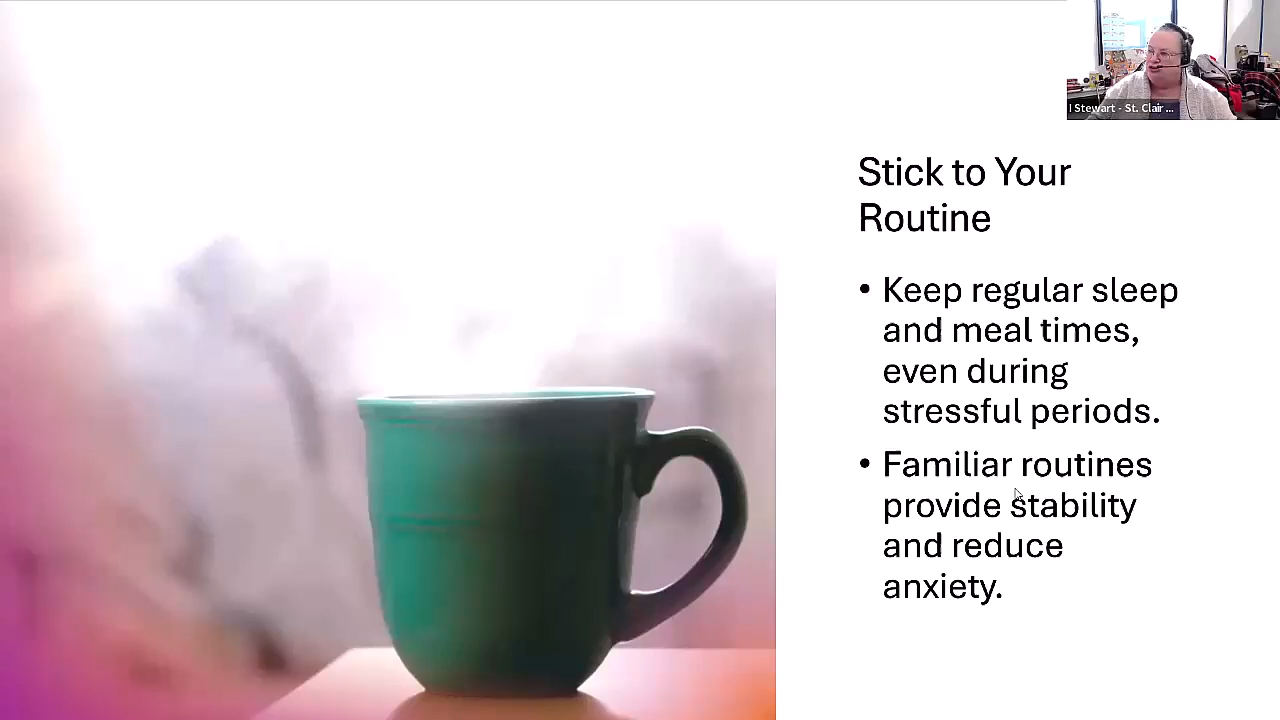 I Stewart - St. Clair ...
Stick to Your
Routine
• Keep regular sleep
and meal times,
even during
stressful periods.
• Familiar routines
provide stability
and reduce
anxiety.